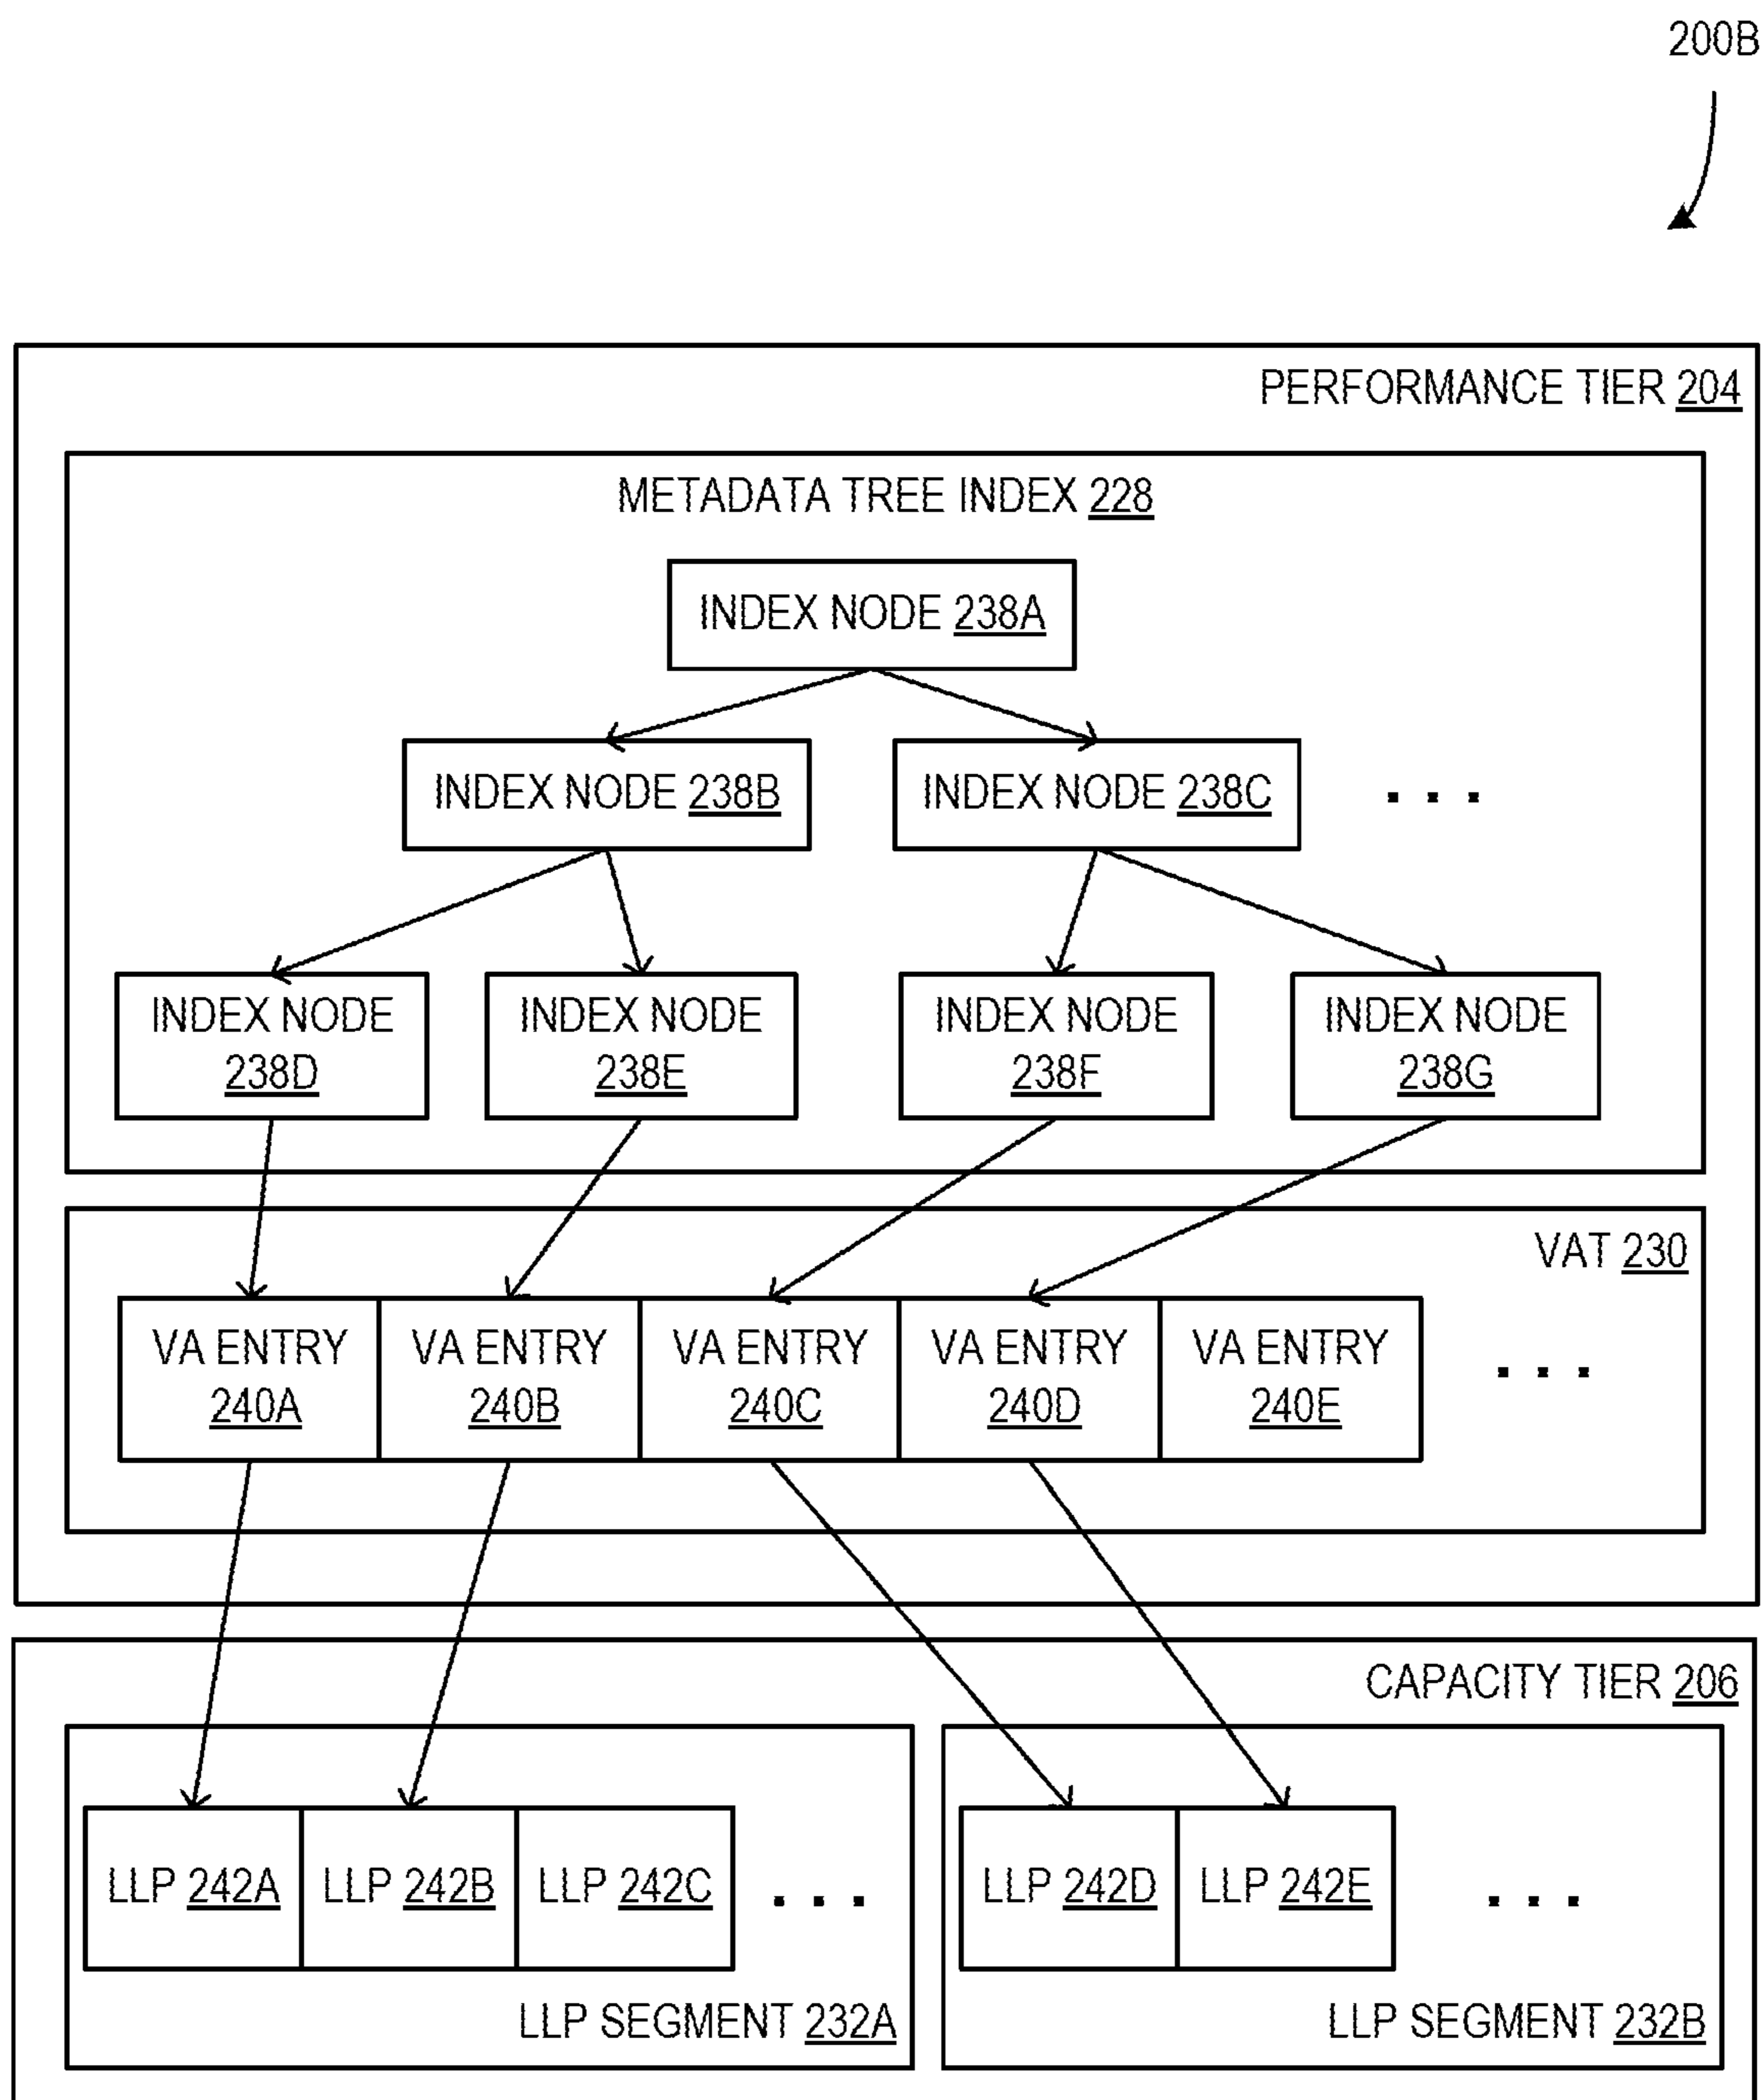 200B
PERFORMANCE TIER 204
METADATA TREE INDEX 228
INDEX NODE 238A
INDEX NODE 238B
INDEX NODE 238C
. . .
INDEX NODE
238D
INDEX NODE
238E
INDEX NODE
238F
INDEX NODE
238G
VAT 230
VA ENTRY
240A
VA ENTRY
240B
VA ENTRY
240C
VA ENTRY
240D
VA ENTRY
240E
. . .
CAPACITY TIER 206
LLP 242A
LLP 242B
LLP 242C
. . .
LLP SEGMENT 232A
LLP 242D
LLP 242E
. . .
LLP SEGMENT 232B